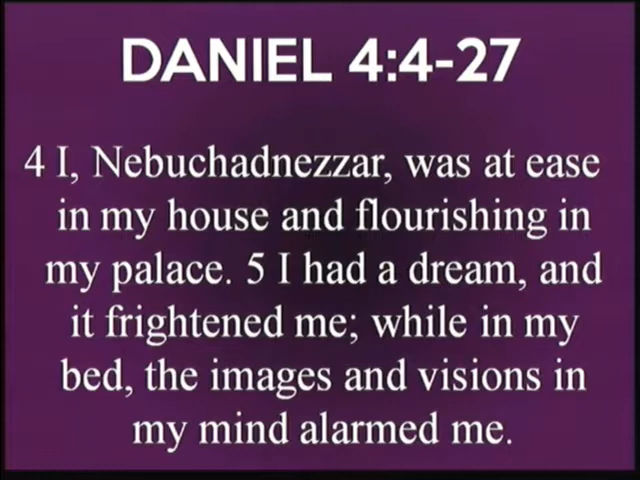 DANIEL 4:4-27
4 I, Nebuchadnezzar, was at ease
in my house and flourishing in
my palace. 5 I had a dream, and
it frightened me; while in my
bed, the images and visions in
my mind alarmed me.